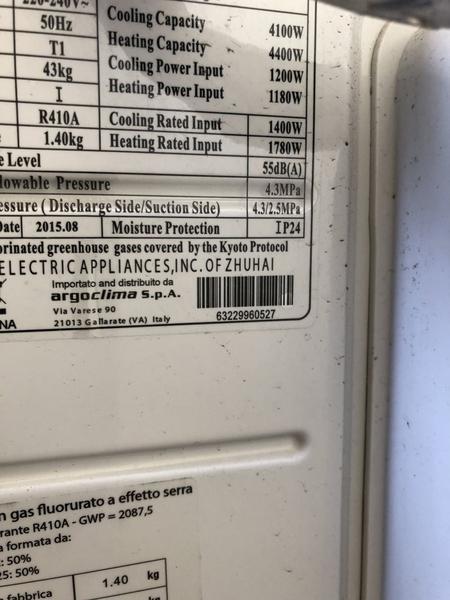 220-240V~
50Hz Cooling Capacity 4100W
T1 Heating Capacity 4400W
43kg Cooling Power Input 1200W
I Heating Power Input 1180W
R410A Cooling Rated Input 1400W
1.40kg Heating Rated Input 1780W
e Level 55dB(A)
lowable Pressure 4.3MPa
essure ( Discharge Side/Suction Side) 4.3/2.5MPa
Date 2015.08 Moisture Protection IP24
orinated greenhouse gases covered by the Kyoto Protocol
ELECTRIC APPLIANCES,INC.OF ZHUHAI
Importato and distribuito da
argoclima S.p.A.
Via Varese 90
NA 21013 Gallarate (VA) Italy 63229960527
n gas fluorurato a effetto serra
rante R410A - GWP = 2087,5
a formata da:
: 50%
25: 50%
fabbrica 1.40 kg
kg